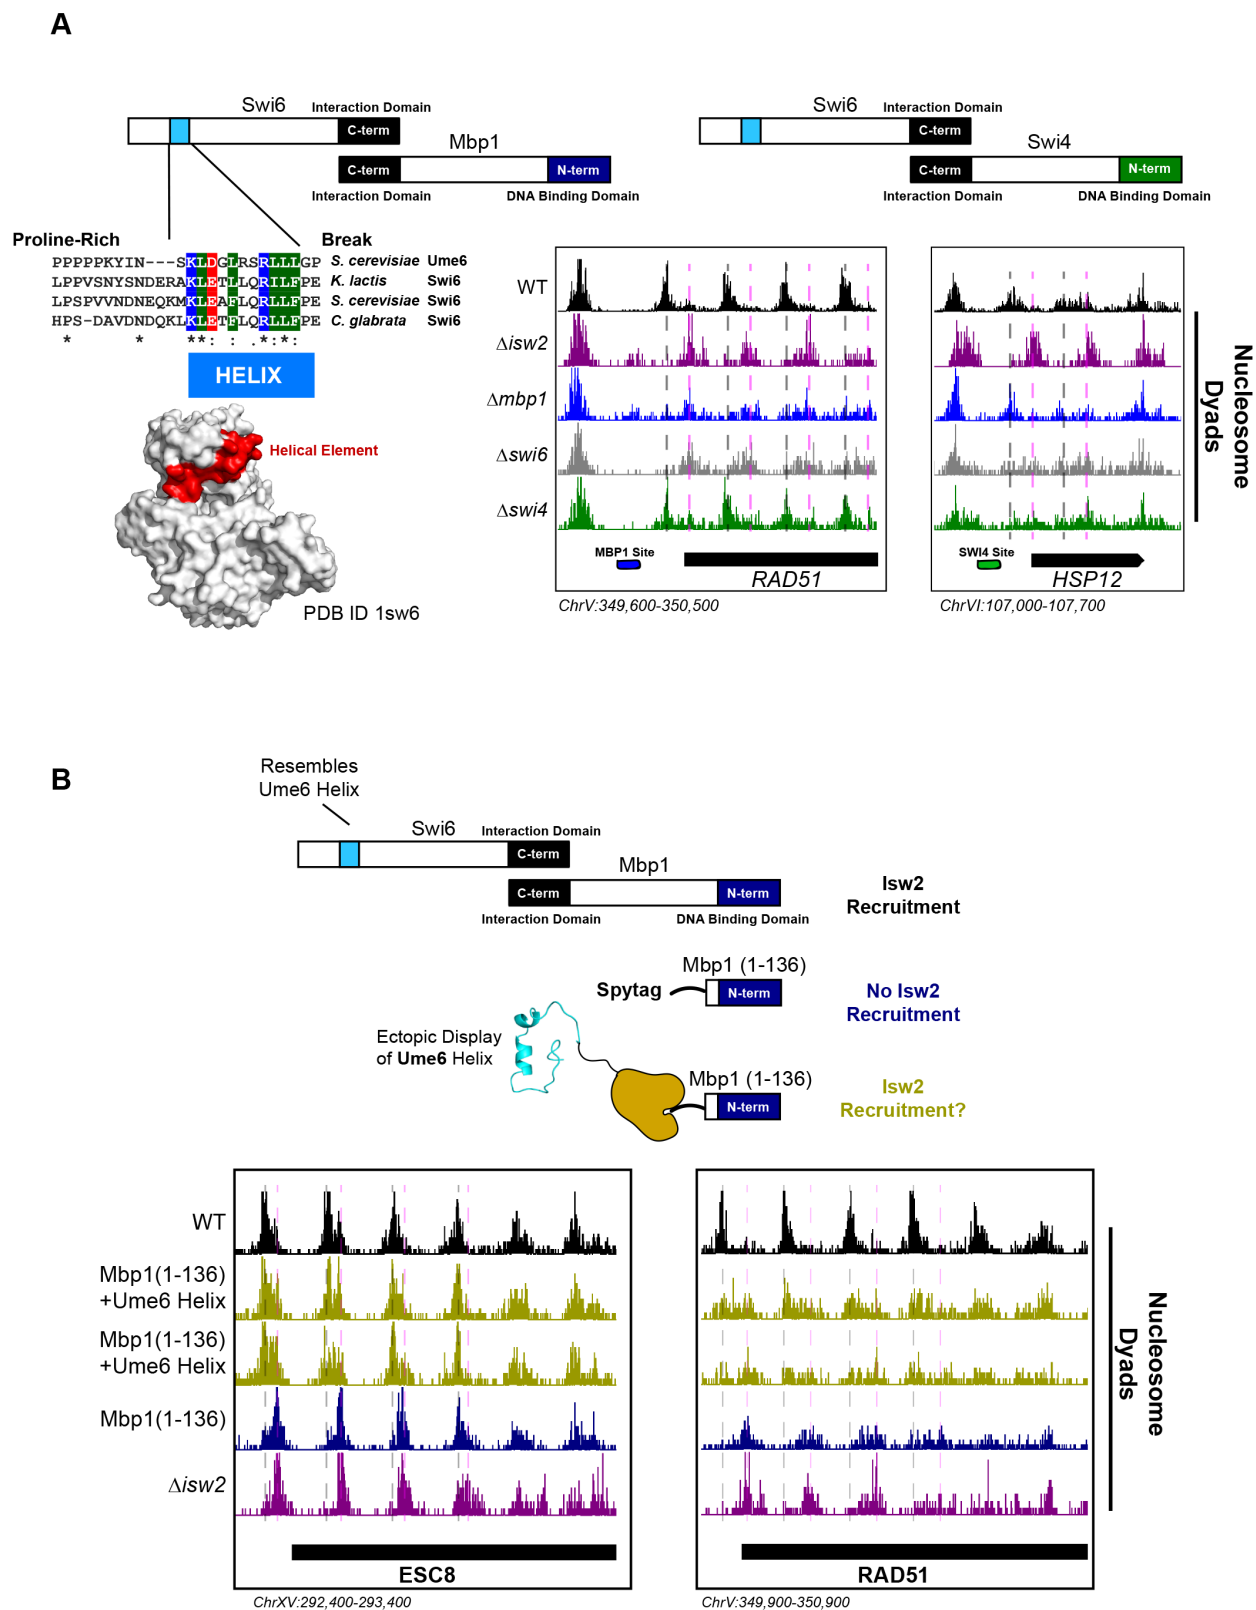 A
Swi6
Interaction Domain
C-term
Mbp1
C-term
N-term
Interaction Domain
DNA Binding Domain
Swi6
Interaction Domain
C-term
Swi4
C-term
N-term
Interaction Domain
DNA Binding Domain
Proline-Rich
Break
PPPPPKYIN---SKLDGLRSRLLLGP S. cerevisiae Ume6
LPPVSNYSNDERAKLETLLQRILFPE K. lactis Swi6
LPSPVVNDNEQKMKLEAFLQRLLFPE S. cerevisiae Swi6
HPS-DAVDNDQKLKLETFLQRLLFPE C. glabrata Swi6
* * **: : .*:*:
HELIX
Helical Element
PDB ID 1sw6
WT
Δisw2
Δmbp1
Δswi6
Δswi4
MBP1 Site
RAD51
ChrV:349,600-350,500
SWI4 Site
HSP12
ChrVI:107,000-107,700
Nucleosome
Dyads
B
Resembles
Ume6 Helix
Swi6
Interaction Domain
C-term
Mbp1
C-term
N-term
Interaction Domain
DNA Binding Domain
Isw2
Recruitment
Mbp1 (1-136)
Spytag
N-term
No Isw2
Recruitment
Ectopic Display
of Ume6 Helix
Mbp1 (1-136)
N-term
Isw2
Recruitment?
WT
Mbp1(1-136)
+Ume6 Helix
Mbp1(1-136)
+Ume6 Helix
Mbp1(1-136)
Δisw2
ESC8
ChrXV:292,400-293,400
RAD51
ChrV:349,900-350,900
Nucleosome
Dyads